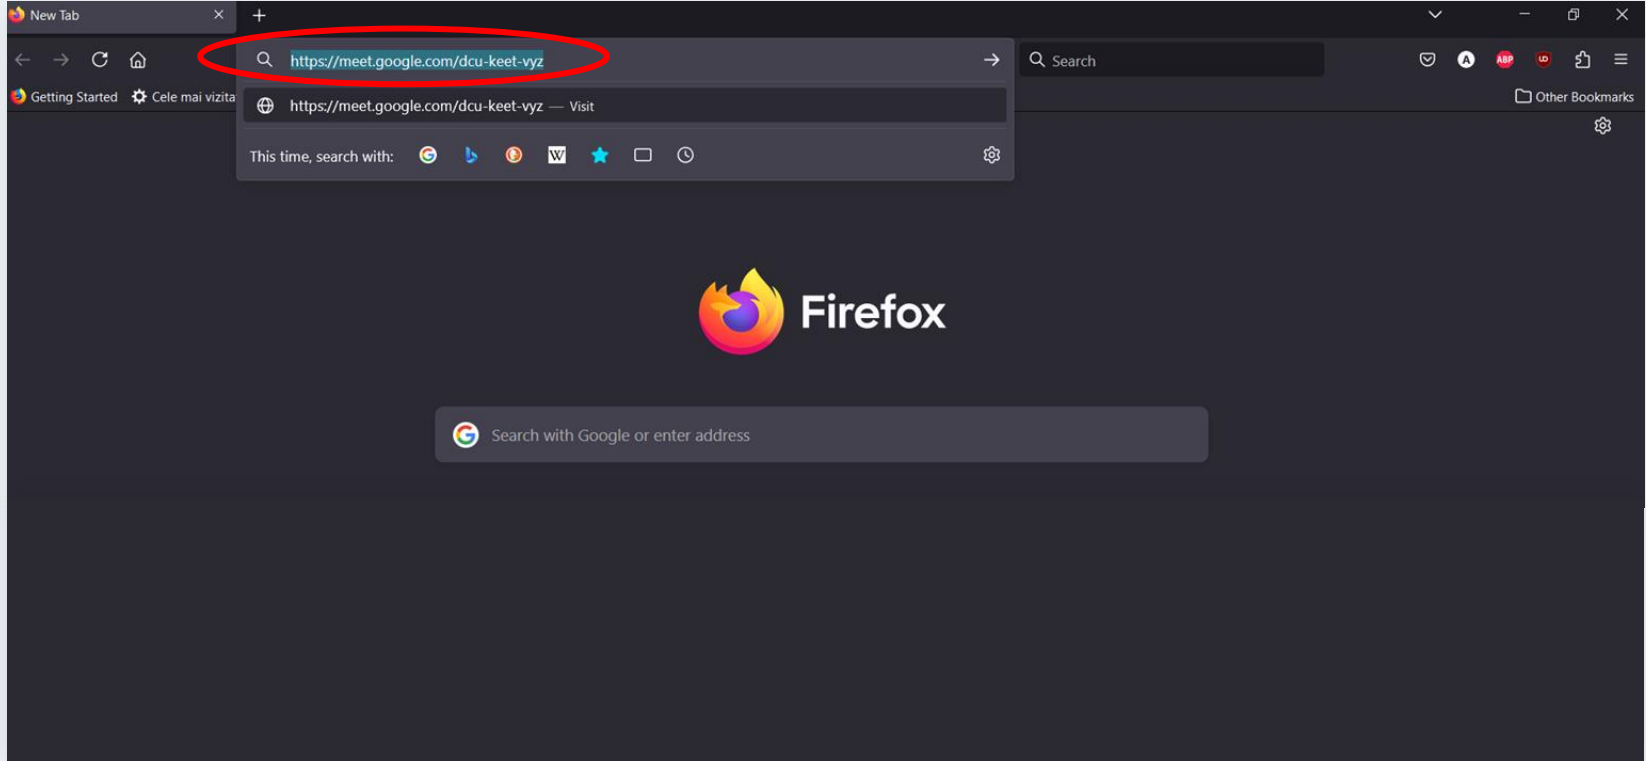 New Tab
https://meet.google.com/dcu-keet-vyz
Search
Getting Started
Cele mai vizita
https://meet.google.com/dcu-keet-vyz — Visit
Other Bookmarks
This time, search with:
W
A
ABP
Firefox
Search with Google or enter address